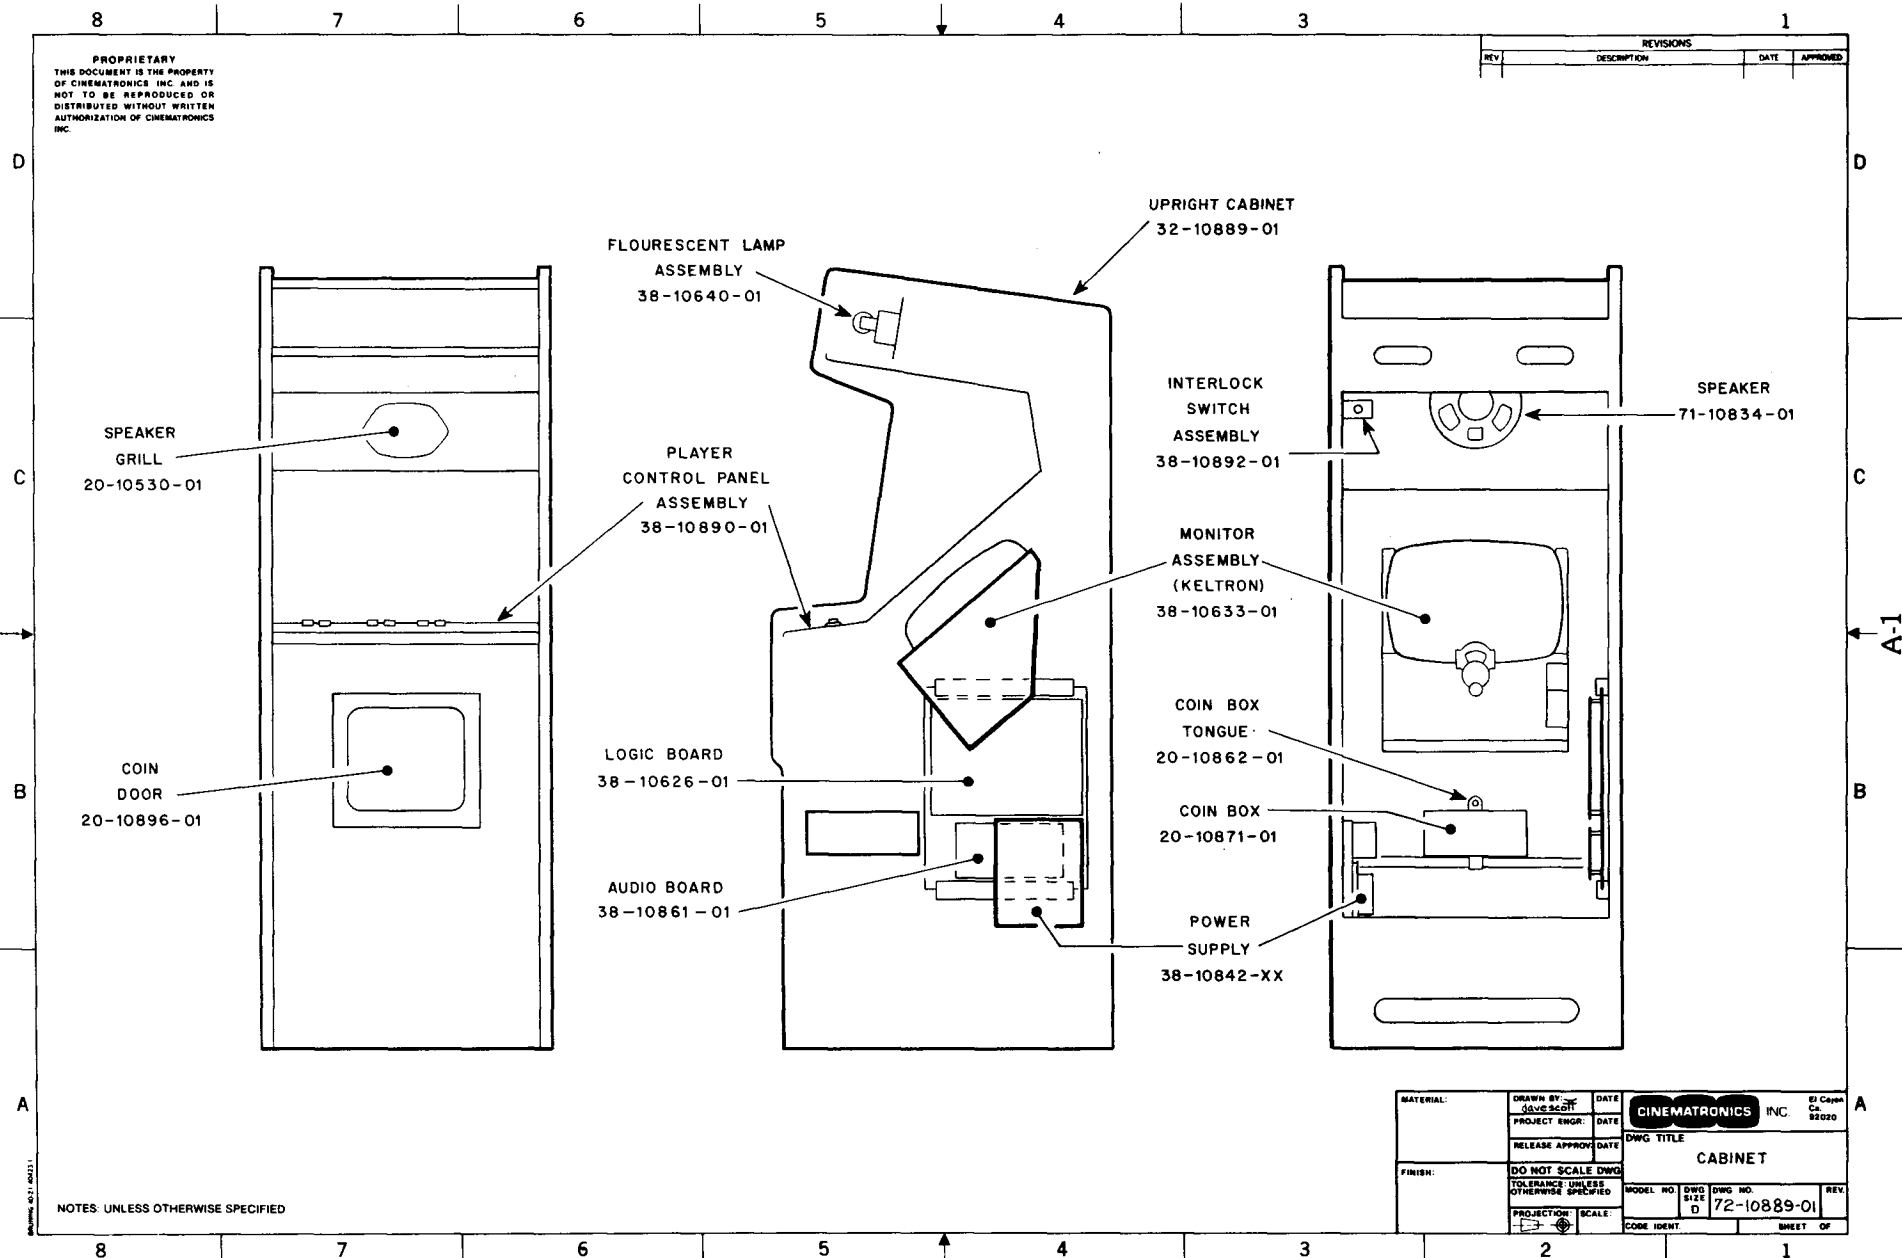 8 7 6 5 4 3 1
PROPRIETARY
THIS DOCUMENT IS THE PROPERTY
OF CINEMATRONICS INC. AND IS
NOT TO BE REPRODUCED OR
DISTRIBUTED WITHOUT WRITTEN
AUTHORIZATION OF CINEMATRONICS
INC.
REVISIONS
REV DESCRIPTION DATE APPROVED
D
D
UPRIGHT CABINET
32-10889-01
FLOURESCENT LAMP
ASSEMBLY
38-10640-01
INTERLOCK
SWITCH
ASSEMBLY
38-10892-01
SPEAKER
71-10834-01
SPEAKER
GRILL
20-10530-01
PLAYER
CONTROL PANEL
ASSEMBLY
38-10890-01
C
C
MONITOR
ASSEMBLY
(KELTRON)
38-10633-01
A-1
COIN BOX
TONGUE
20-10862-01
LOGIC BOARD
38-10626-01
COIN
DOOR
20-10896-01
B
B
COIN BOX
20-10871-01
AUDIO BOARD
38-10861-01
POWER
SUPPLY
38-10842-XX
A
A
MATERIAL:
FINISH:
DRAWN BY: DATE
dave scott
PROJECT ENGR: DATE
RELEASE APPROV: DATE
DO NOT SCALE DWG
TOLERANCE: UNLESS
OTHERWISE SPECIFIED
PROJECTION: SCALE:
CINEMATRONICS INC.
El Cajon
Ca.
92020
DWG TITLE
CABINET
MODEL NO.
DWG
SIZE
D
DWG NO.
72-10889-01
REV.
CODE IDENT. SHEET OF
NOTES: UNLESS OTHERWISE SPECIFIED
8 7 6 5 4 3 2 1